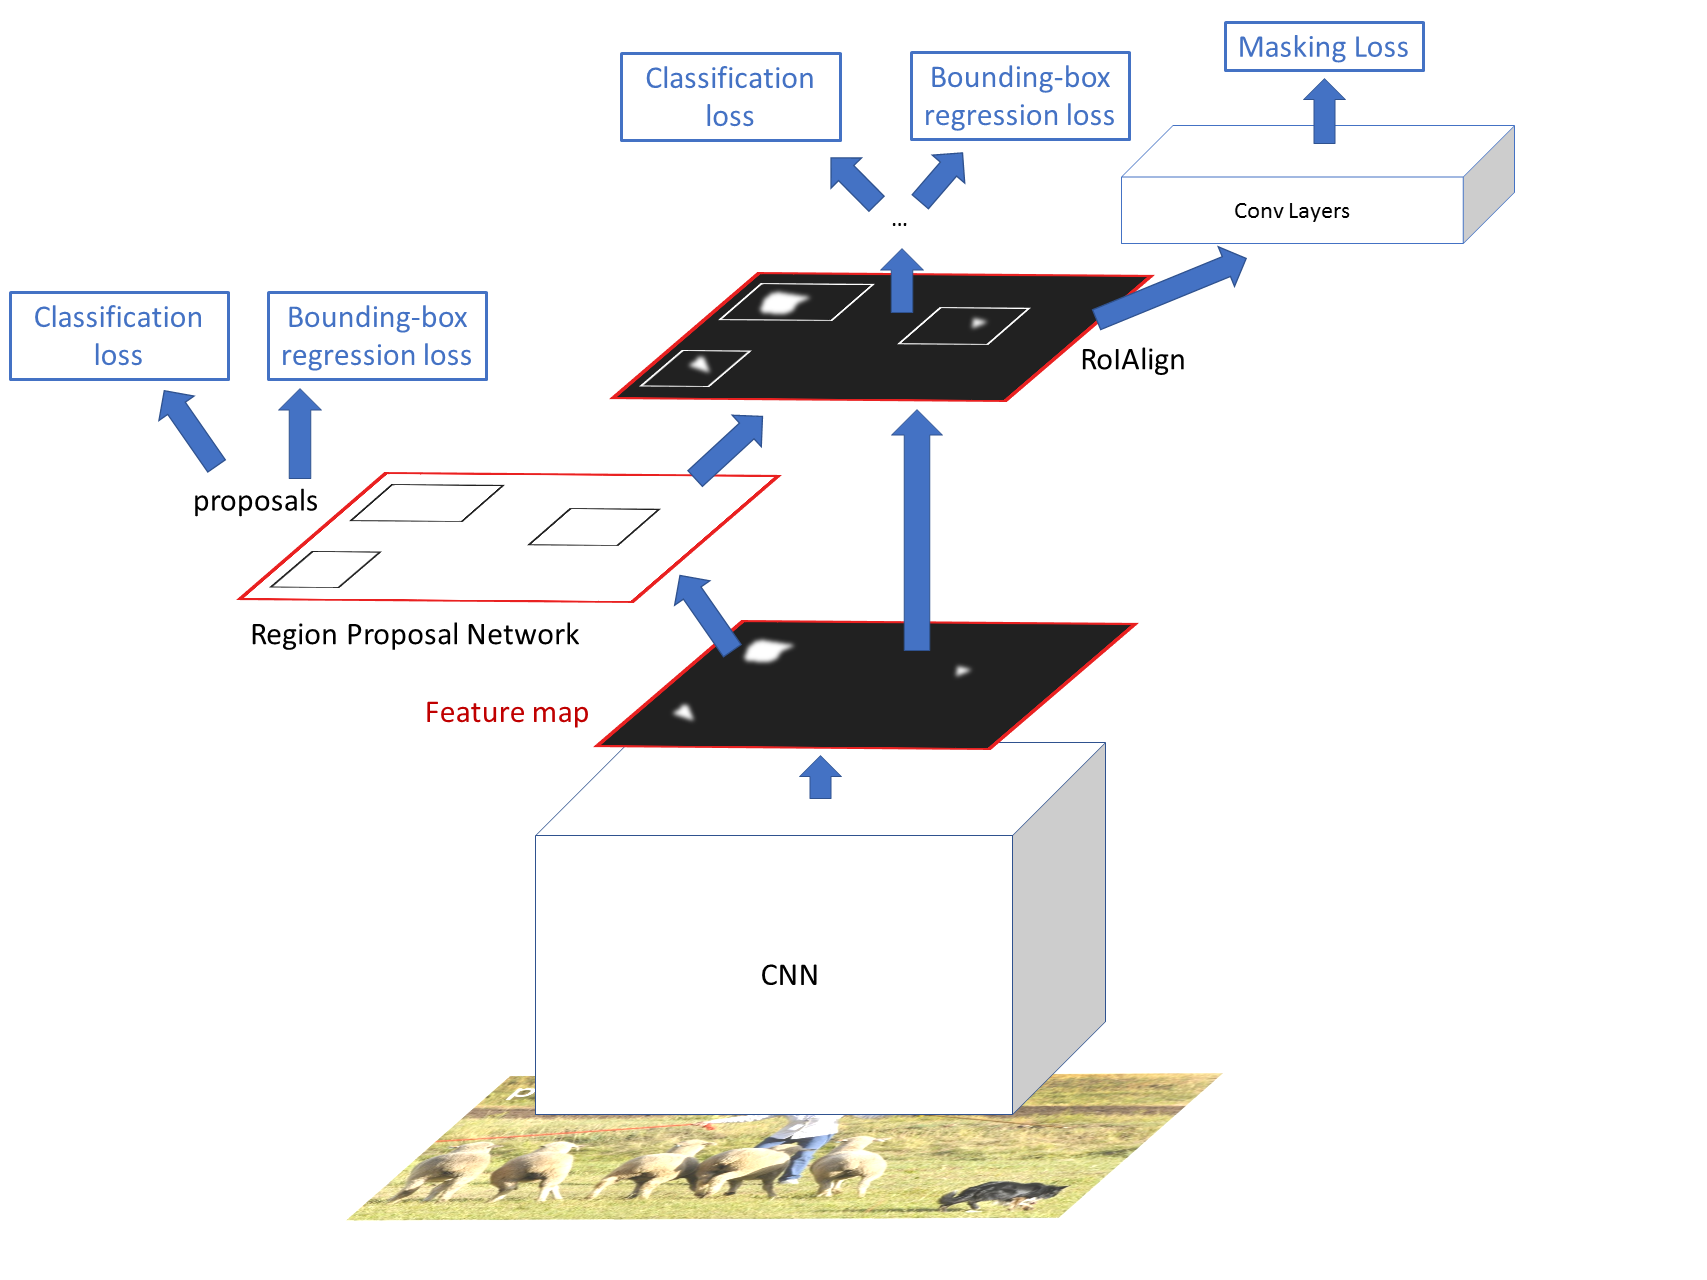 Masking Loss
Classification
loss
Bounding-box
regression loss
Conv Layers
...
Classification
loss
Bounding-box
regression loss
RoIAlign
proposals
Region Proposal Network
Feature map
CNN